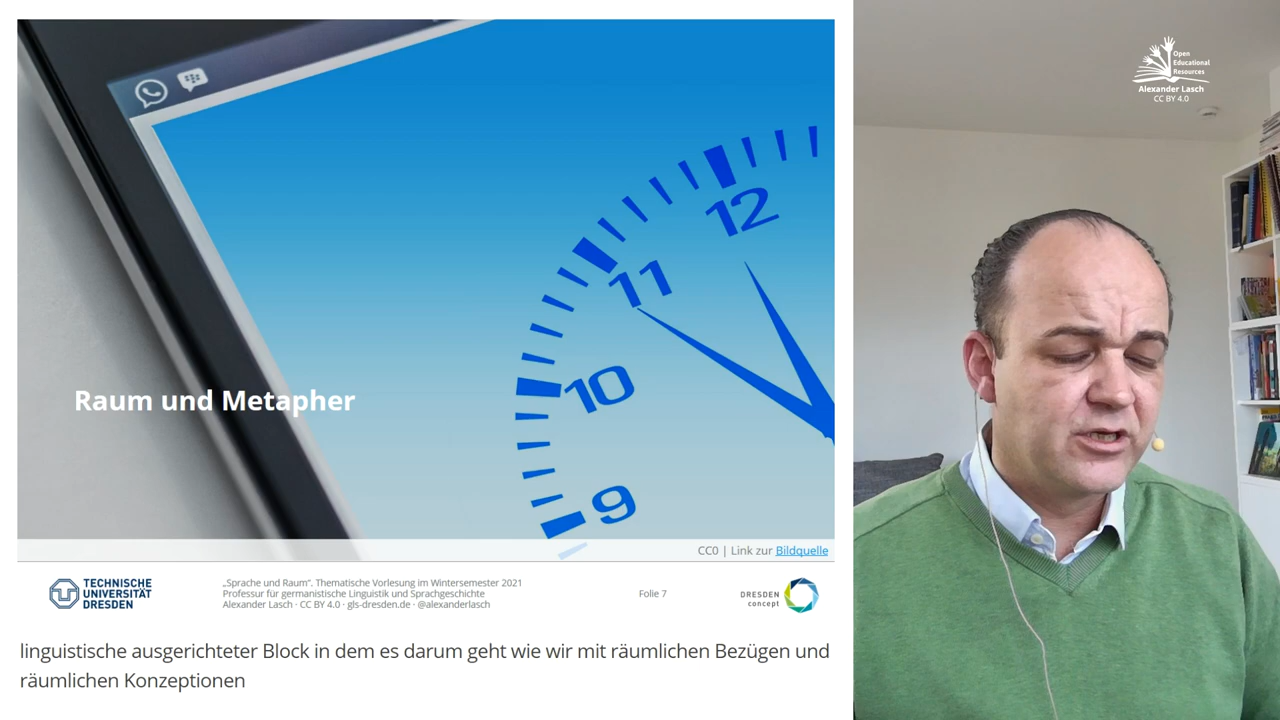 12
11
10
9
Raum und Metapher
CC0 | Link zur Bildquelle
TECHNISCHE
UNIVERSITÄT
DRESDEN
„Sprache und Raum“. Thematische Vorlesung im Wintersemester 2021
Professur für germanistische Linguistik und Sprachgeschichte
Alexander Lasch · CC BY 4.0 · gls-dresden.de · @alexanderlasch
Folie 7
DRESDEN
concept
linguistische ausgerichteter Block in dem es darum geht wie wir mit räumlichen Bezügen und
räumlichen Konzeptionen
Open
Educational
Resources
Alexander Lasch
CC BY 4.0